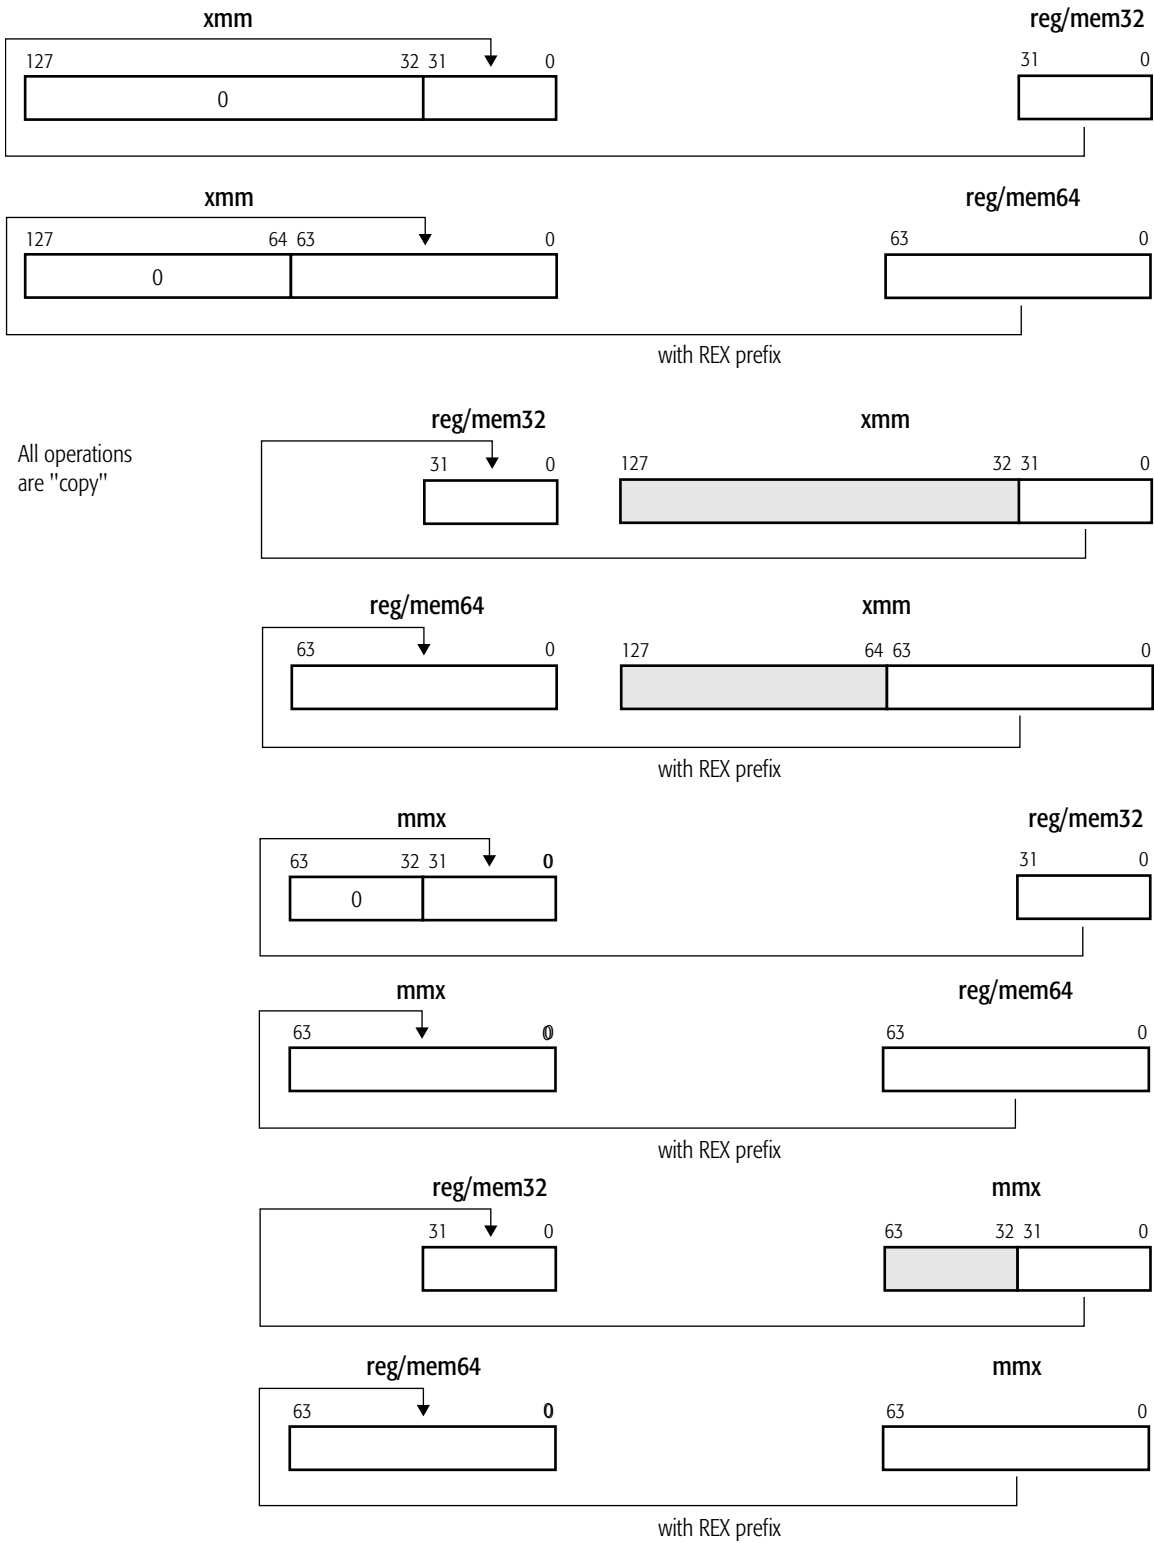 xmm reg/mem32
127 32 31 0 31 0
0
xmm reg/mem64
127 64 63 0 63 0
0
with REX prefix
reg/mem32 xmm
All operations
are "copy"
31 0 127 32 31 0
reg/mem64 xmm
63 0 127 64 63 0
with REX prefix
mmx reg/mem32
63 32 31 0 31 0
0
mmx reg/mem64
63 0 63 0
with REX prefix
reg/mem32 mmx
31 0 63 32 31 0
reg/mem64 mmx
63 0 63 0
with REX prefix